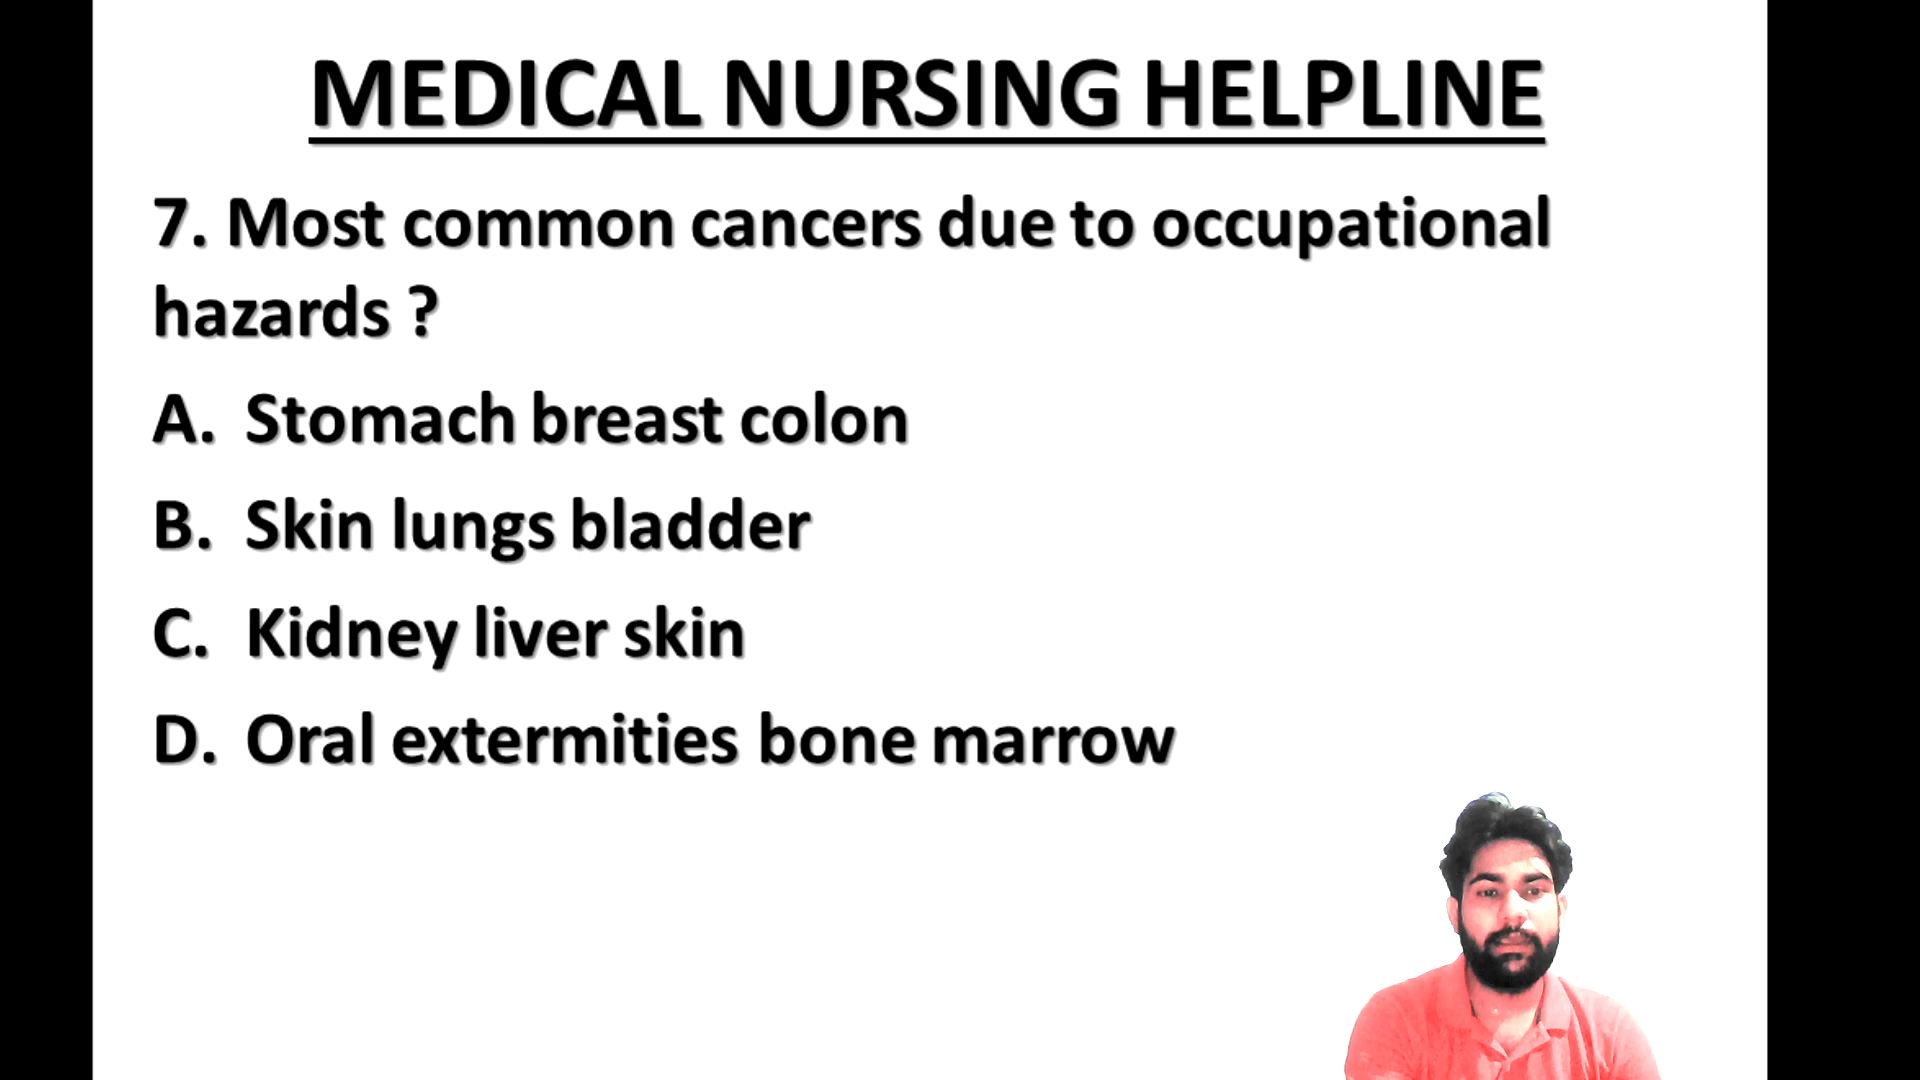 MEDICAL NURSING HELPLINE
7. Most common cancers due to occupational
hazards ?
A. Stomach breast colon
B. Skin lungs bladder
C. Kidney liver skin
D. Oral extermities bone marrow